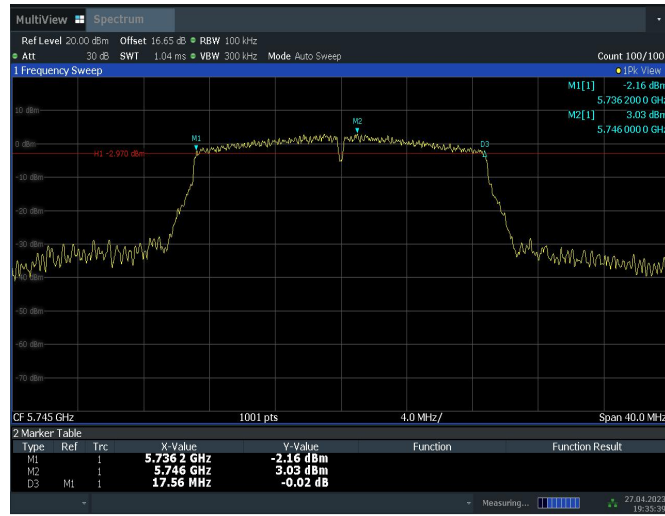 MultiView Spectrum
Ref Level 20.00 dBm Offset 16.65 dB RBW 100 kHz
Att 30 dB SWT 1.04 ms VBW 300 kHz Mode Auto Sweep Count 100/100
1 Frequency Sweep 1Pk View
M1[1] -2.16 dBm
5.736 2000 GHz
M2[1] 3.03 dBm
5.746 000 0 GHz
10 dBm
M2
0 dBm
M1
D3
H1 -2.970 dBm
-10 dBm
-20 dBm
-30 dBm
-40 dBm
-50 dBm
-60 dBm
-70 dBm
CF 5.745 GHz 1001 pts 4.0 MHz/ Span 40.0 MHz
2 Marker Table
Type Ref Trc X-Value Y-Value Function Function Result
M1 1 5.736 2 GHz -2.16 dBm
M2 1 5.746 GHz 3.03 dBm
D3 M1 1 17.56 MHz -0.02 dB
Measuring... 27.04.2023
19:35:39